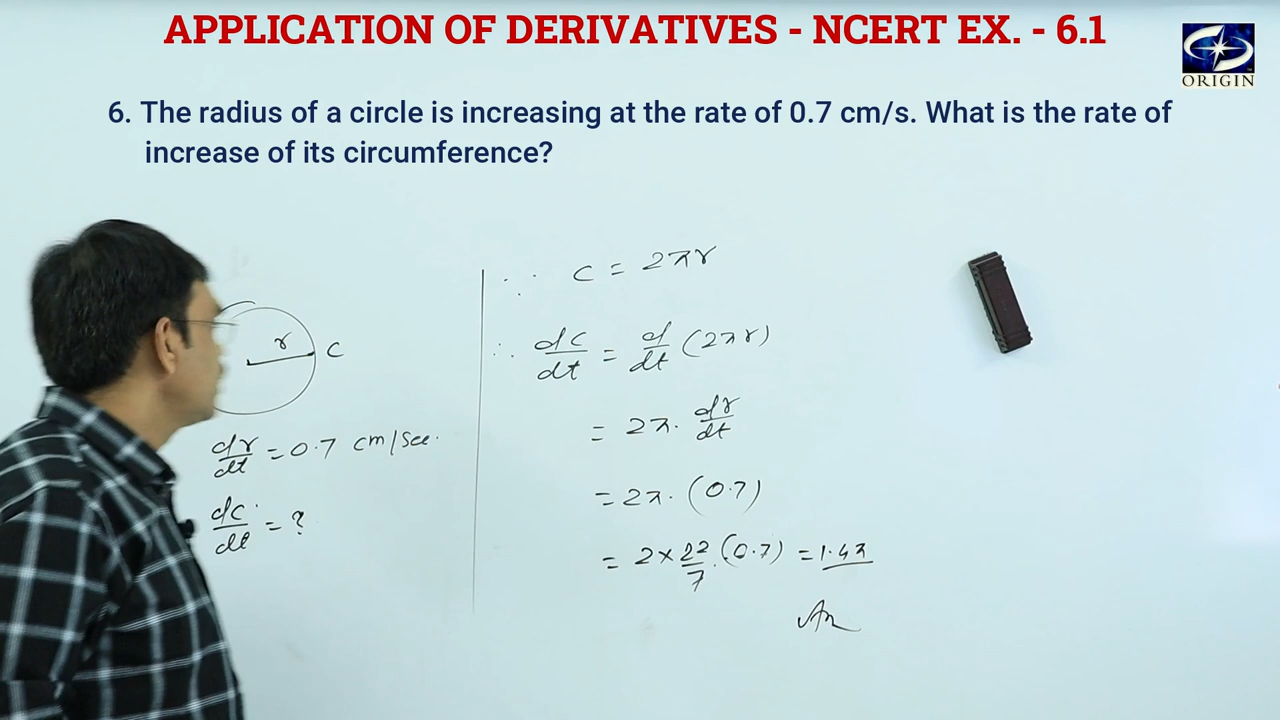 APPLICATION OF DERIVATIVES - NCERT EX. - 6.1
ORIGIN
6. The radius of a circle is increasing at the rate of 0.7 cm/s. What is the rate of
increase of its circumference?
r
C
dr/dt = 0.7 cm/sec.
dc/dt = ?
∵ C = 2πr
∴ dc/dt = d/dt (2πr)
= 2π. dr/dt
= 2π. (0.7)
= 2 × 22/7 . (0.7) = 1.4π
An